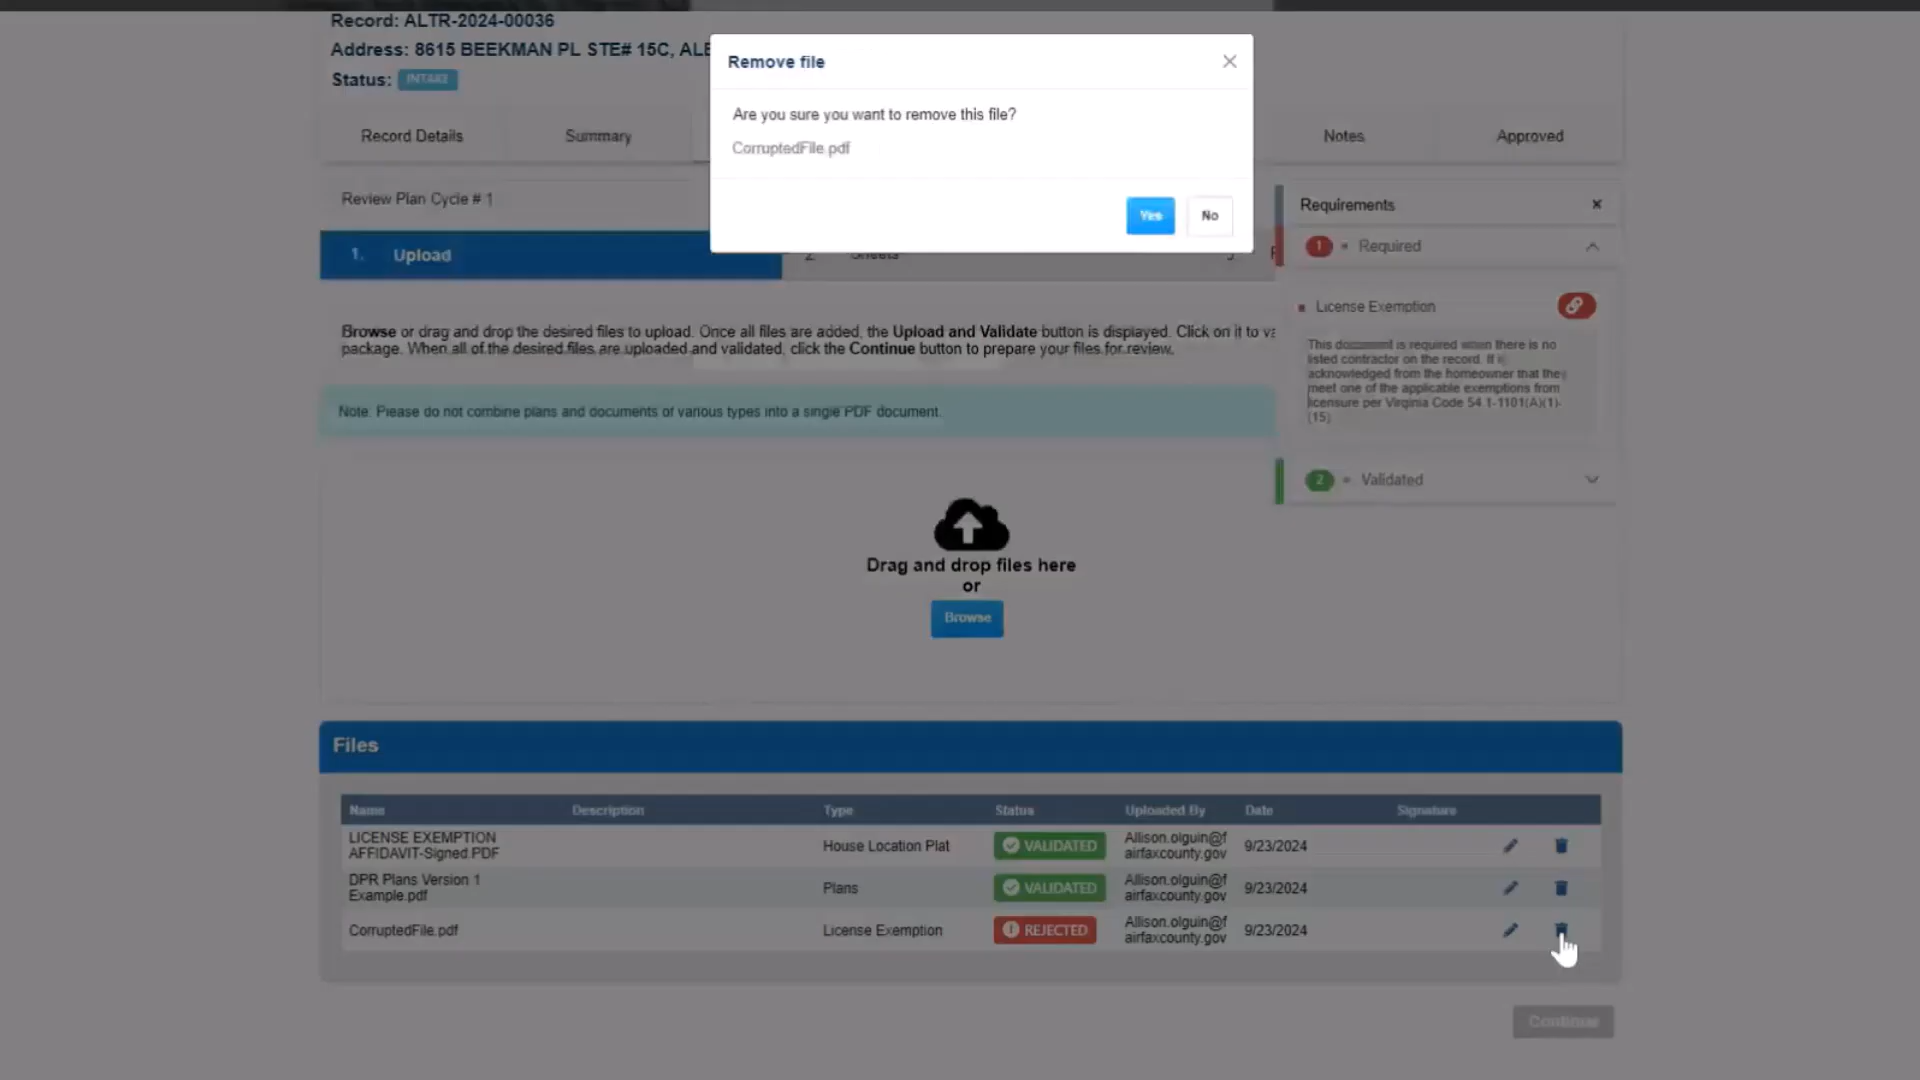 Record: ALTR-2024-00036
Address: 8615 BEEKMAN PL STE# 15C, ALE
Status: INTAKE
Remove file
Are you sure you want to remove this file?
CorruptedFile.pdf
Yes No
Record Details Summary Notes Approved
Review Plan Cycle # 1
1. Upload
2. Sheets
Browse or drag and drop the desired files to upload. Once all files are added, the Upload and Validate button is displayed. Click on it to va
package. When all of the desired files are uploaded and validated, click the Continue button to prepare your files for review.
Note: Please do not combine plans and documents of various types into a single PDF document.
Drag and drop files here
or
Browse
Requirements
1 Required
License Exemption
This document is required when there is no
listed contractor on the record. If is
acknowledged from the homeowner that they
meet one of the applicable exemptions from
licensure per Virginia Code 54.1-1101(A)(1)-
(15)
2 Validated
Files
Name Description Type Status Uploaded By Date Signature
LICENSE EXEMPTION
AFFIDAVIT-Signed.PDF
House Location Plat
VALIDATED
Allison.olguin@f
airfaxcounty.gov
9/23/2024
DPR Plans Version 1
Example.pdf
Plans
VALIDATED
Allison.olguin@f
airfaxcounty.gov
9/23/2024
CorruptedFile.pdf
License Exemption
REJECTED
Allison.olguin@f
airfaxcounty.gov
9/23/2024
Continue